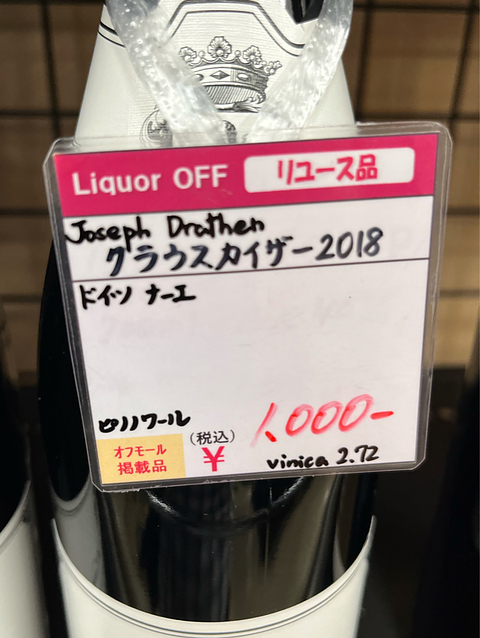 Liquor OFF リユース品
Joseph Drathen
クラウスカイザー2018
ドイツ ナーエ
ピノノワール
オフモール
掲載品
(税込)
¥
1,000-
vinica 2.72